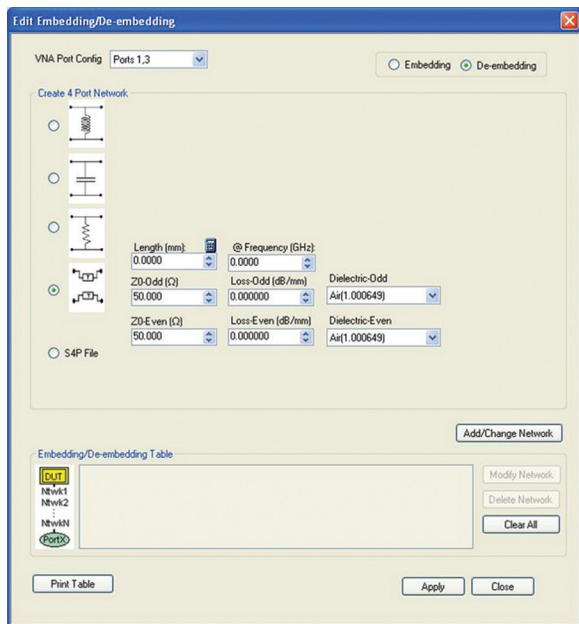 Edit Embedding/De-embedding
VNA Port Config Ports 1,3 Embedding De-embedding
Create 4 Port Network
Length (mm): @ Frequency (GHz):
0.0000 0.0000
Z0-Odd (Ω) Loss-Odd (dB/mm) Dielectric-Odd
50.000 0.000000 Air(1.000649)
Z0-Even (Ω) Loss-Even (dB/mm) Dielectric-Even
50.000 0.000000 Air(1.000649)
S4P File
Add/Change Network
Embedding/De-embedding Table
DUT
Ntwk1
Ntwk2
NtwkN
PortX
Modify Network
Delete Network
Clear All
Print Table Apply Close